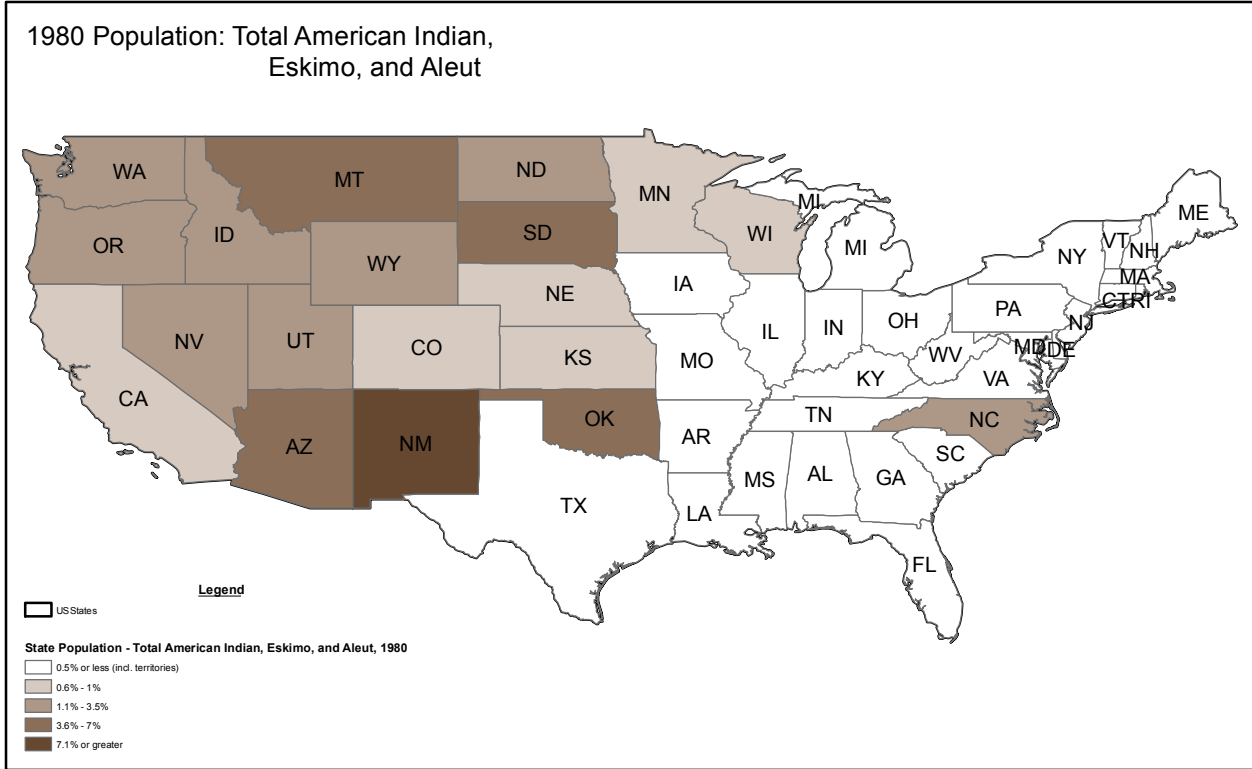 1980 Population: Total American Indian,
Eskimo, and Aleut
WA
MT
ND
MN
MI
ME
OR
ID
SD
WI
MI
VT
NH
NY
WY
MA
IA
NE
CT
RI
PA
NV
UT
CO
IL
IN
OH
NJ
MD
DE
KS
MO
WV
KY
VA
CA
AZ
NM
OK
AR
TN
NC
SC
MS
AL
GA
TX
LA
FL
Legend
US States
State Population - Total American Indian, Eskimo, and Aleut, 1980
0.5% or less (incl. territories)
0.6% - 1%
1.1% - 3.5%
3.6% - 7%
7.1% or greater